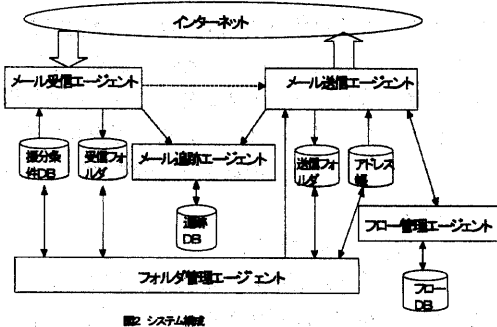 インターネット
メール受信エージェント
メール送信エージェント
振分条
件DB
受信フォ
ルダ
メール追跡エージェント
送信フォ
ルダ
アドレス
帳
追跡
DB
フロー管理エージェント
フォルダ管理エージェント
フロー
DB
図2 システム構成